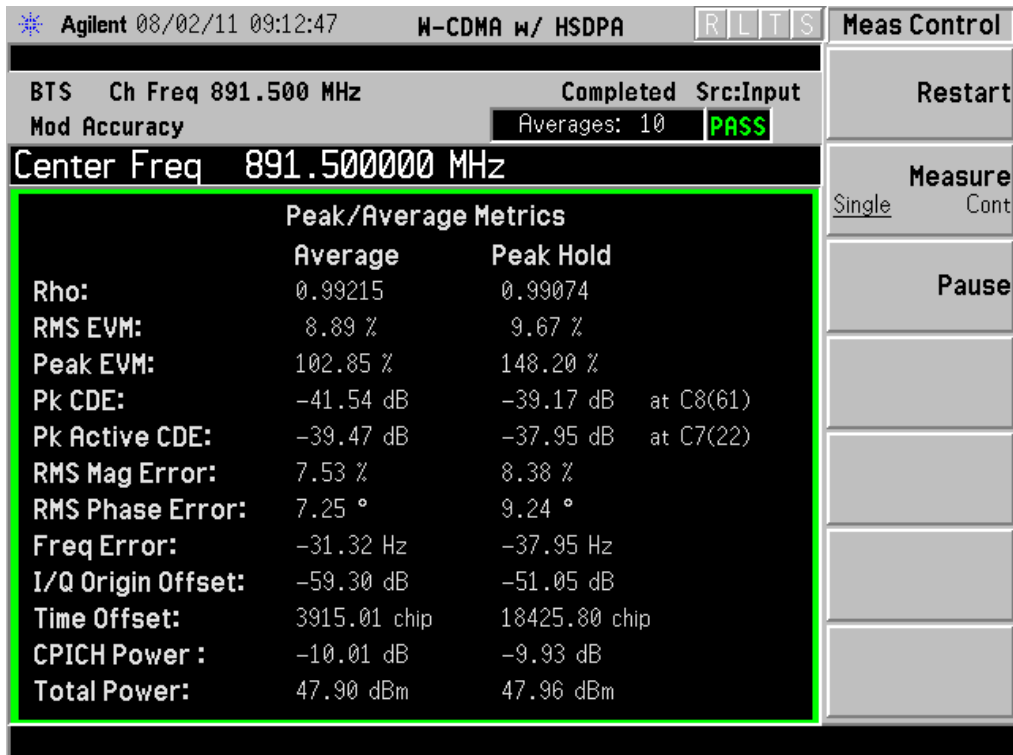 Agilent 08/02/11 09:12:47 W-CDMA w/ HSDPA R L T S Meas Control
BTS Ch Freq 891.500 MHz Completed Src:Input
Mod Accuracy Averages: 10 PASS
Restart
Center Freq 891.500000 MHz
Measure
Single Cont
Peak/Average Metrics
Average Peak Hold
Pause
Rho: 0.99215 0.99074
RMS EVM: 8.89 % 9.67 %
Peak EVM: 102.85 % 148.20 %
Pk CDE: -41.54 dB -39.17 dB at C8(61)
Pk Active CDE: -39.47 dB -37.95 dB at C7(22)
RMS Mag Error: 7.53 % 8.38 %
RMS Phase Error: 7.25 ° 9.24 °
Freq Error: -31.32 Hz -37.95 Hz
I/Q Origin Offset: -59.30 dB -51.05 dB
Time Offset: 3915.01 chip 18425.80 chip
CPICH Power : -10.01 dB -9.93 dB
Total Power: 47.90 dBm 47.96 dBm